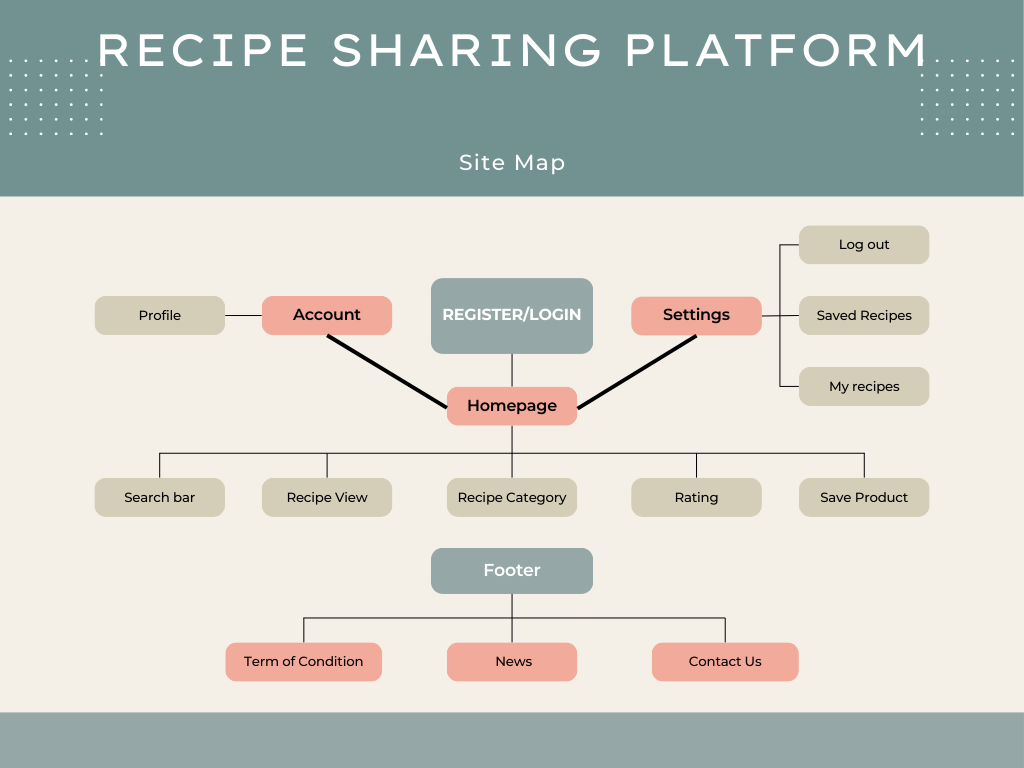 RECIPE SHARING PLATFORM
Site Map
Log out
Profile
Account
REGISTER/LOGIN
Settings
Saved Recipes
My recipes
Homepage
Search bar
Recipe View
Recipe Category
Rating
Save Product
Footer
Term of Condition
News
Contact Us